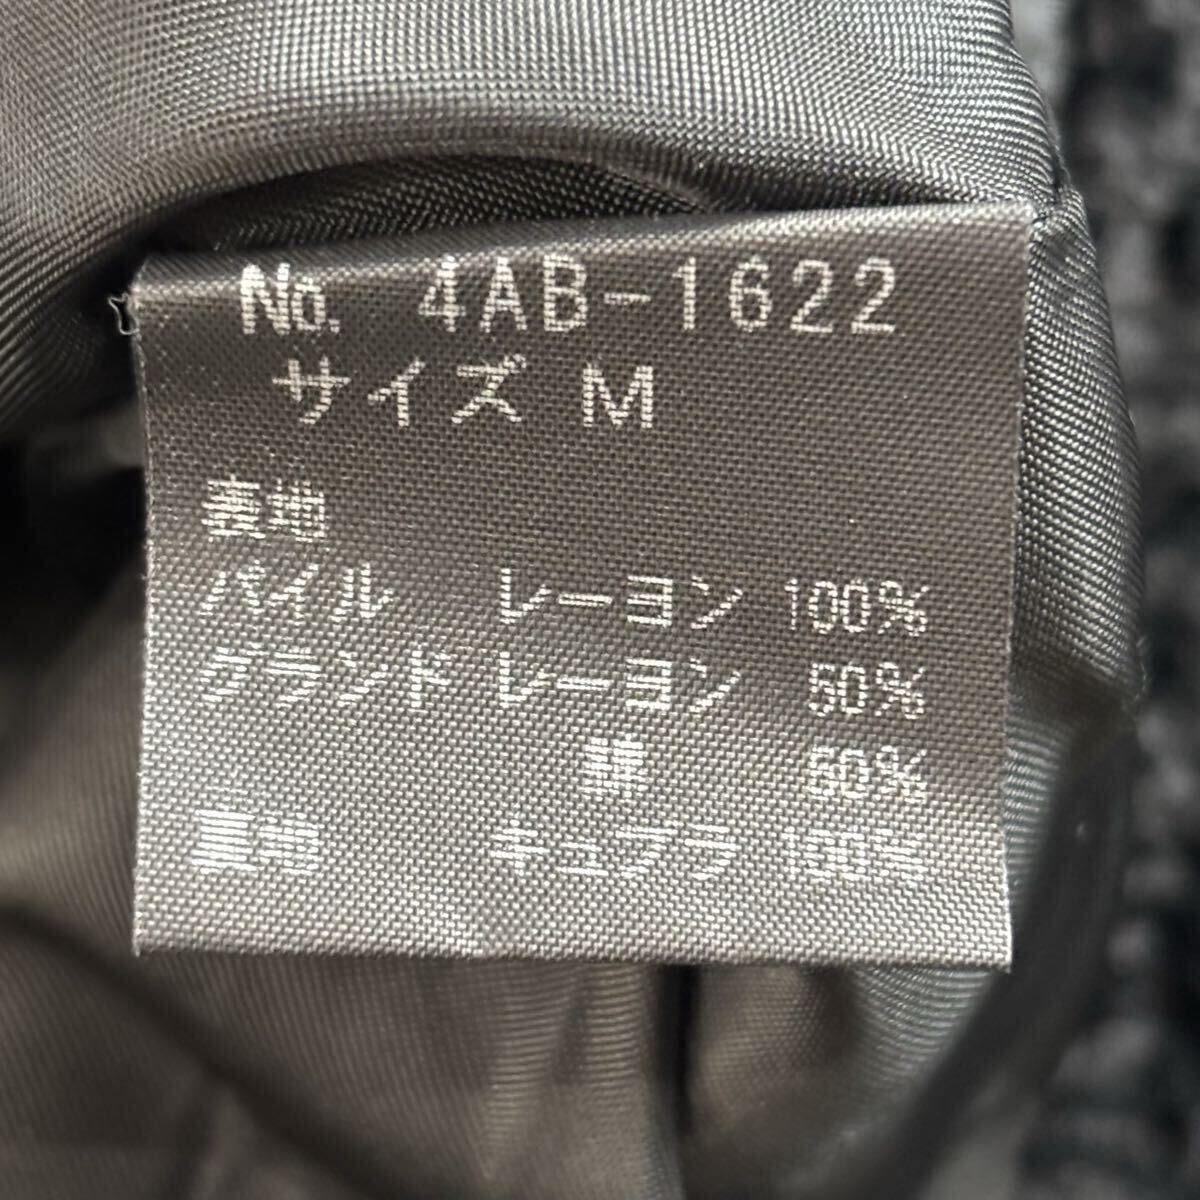 No. 4AB-1622
サイズ M
表地
パイル レーヨン 100%
グランド レーヨン 50%
綿 50%
裏地 キュプラ 100%